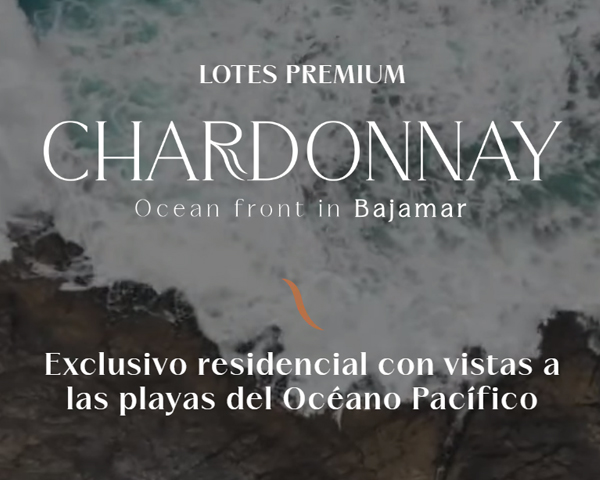 LOTES PREMIUM
CHARDONNAY
Ocean front in Bajamar
Exclusivo residencial con vistas a
las playas del Océano Pacífico